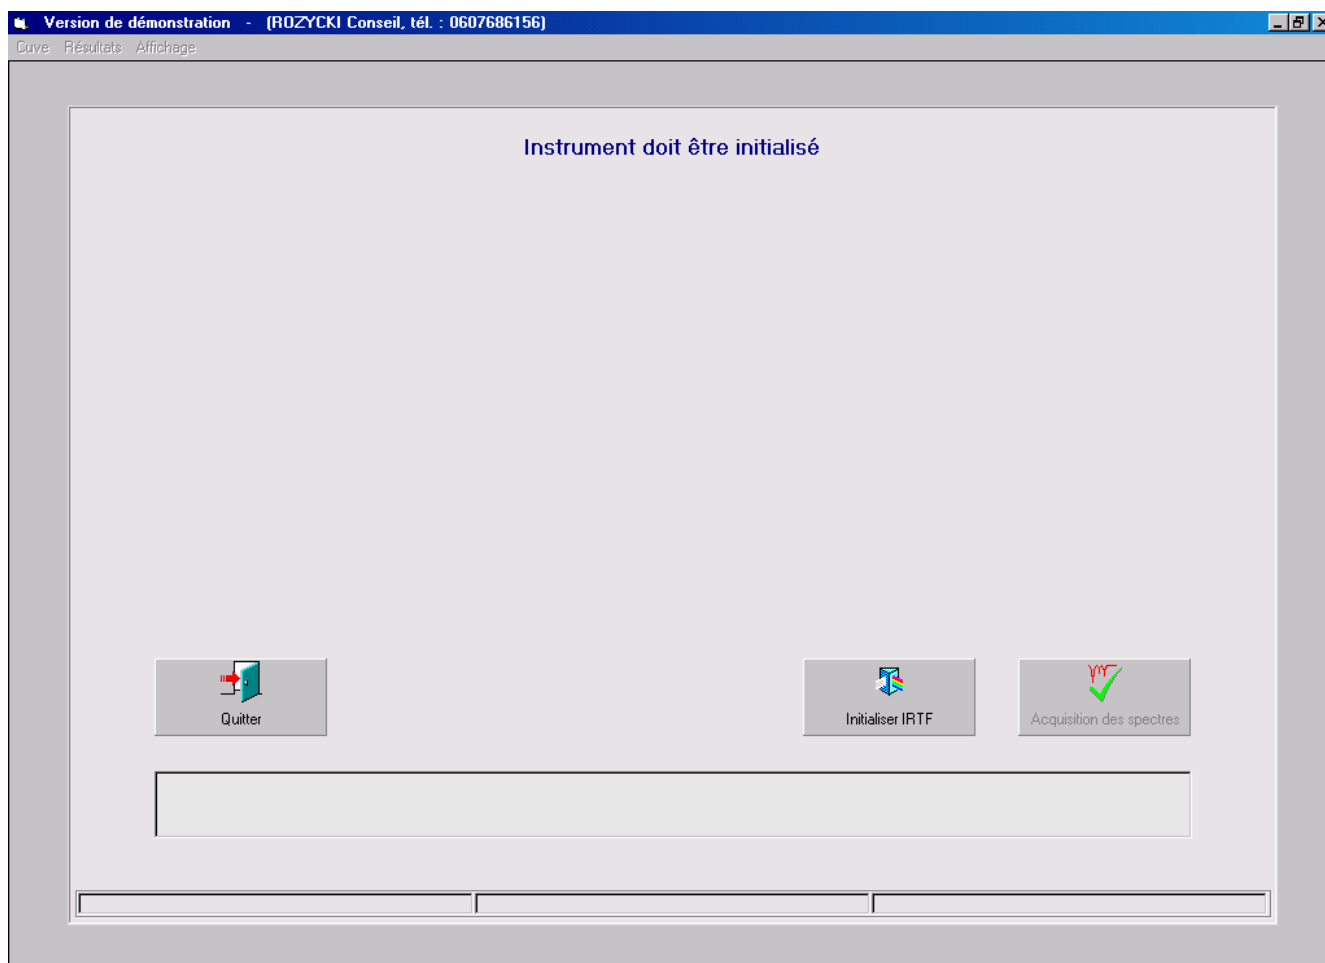 Version de démonstration - (ROZYCKI Conseil, tél. : 0607686156)
Cuve Résultats Affichage
Instrument doit être initialisé
Quitter
Initialiser IRTF
Acquisition des spectres